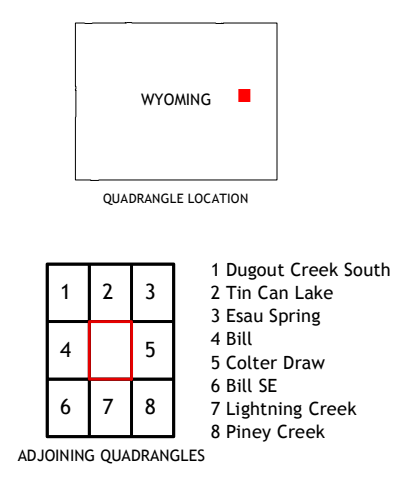 WYOMING
QUADRANGLE LOCATION
1 2 3
4 5
6 7 8
ADJOINING QUADRANGLES
1 Dugout Creek South
2 Tin Can Lake
3 Esau Spring
4 Bill
5 Colter Draw
6 Bill SE
7 Lightning Creek
8 Piney Creek